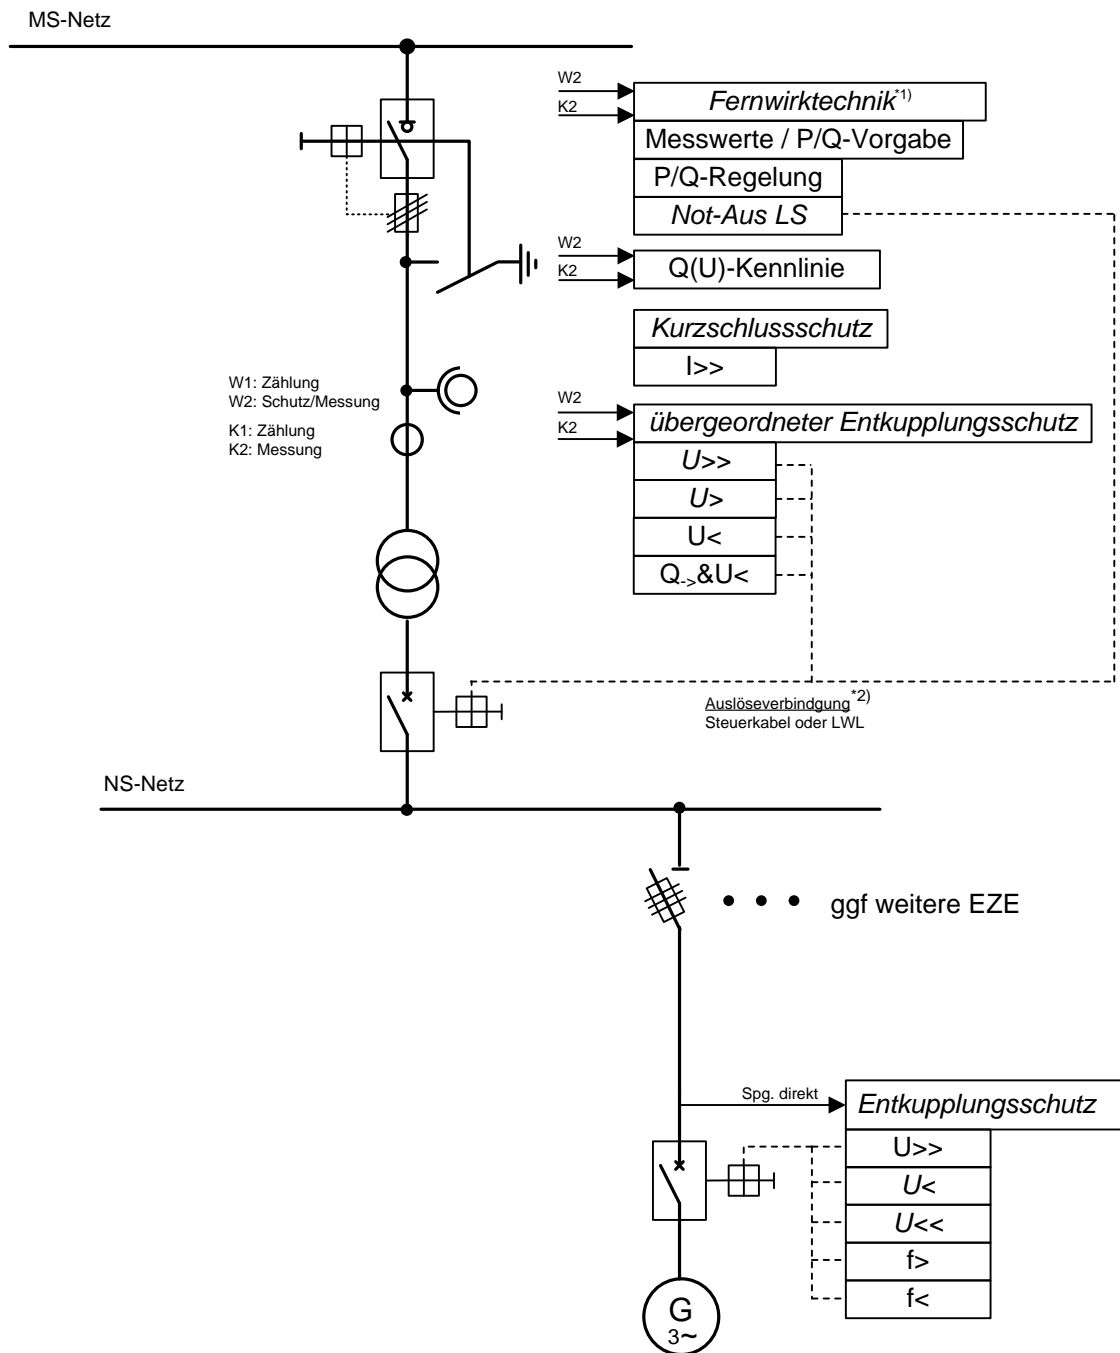 MS-Netz
W2
K2
Fernwirktechnik*1)
Messwerte / P/Q-Vorgabe
P/Q-Regelung
Not-Aus LS
W2
K2
Q(U)-Kennlinie
Kurzschlussschutz
I>>
W1: Zählung
W2: Schutz/Messung
K1: Zählung
K2: Messung
W2
K2
übergeordneter Entkupplungsschutz
U>>
U>
U<
Q->&U<
Auslöseverbindgung*2)
Steuerkabel oder LWL
NS-Netz
ggf weitere EZE
Spg. direkt
Entkupplungsschutz
U>>
U<
U<<
f>
f<
G
3~